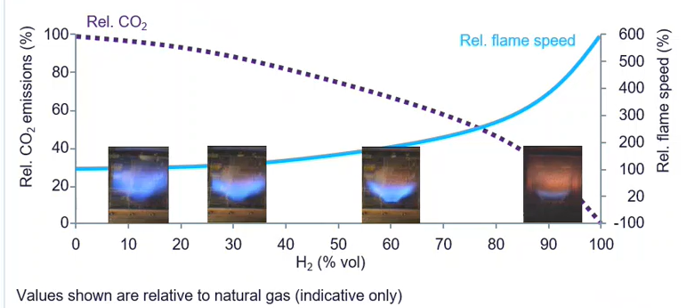 Rel. CO₂
Rel. flame speed
Rel. CO₂ emissions (%)
100
80
60
40
20
0
600
500
400
300
200
100
20
-100
Rel. flame speed (%)
0 10 20 30 40 50 60 70 80 90 100
H₂ (% vol)
Values shown are relative to natural gas (indicative only)